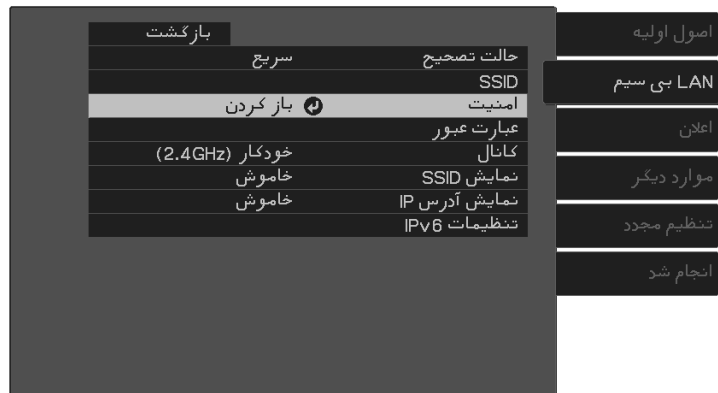 بازگشت
حالت تصحیح سریع
SSID
امنیت باز کردن
عبارت عبور
کانال خودکار (2.4GHz)
نمایش SSID خاموش
نمایش آدرس IP خاموش
تنظیمات IPv6
اصول اولیه
LAN بی سیم
اعلان
موارد دیگر
تنظیم مجدد
انجام شد